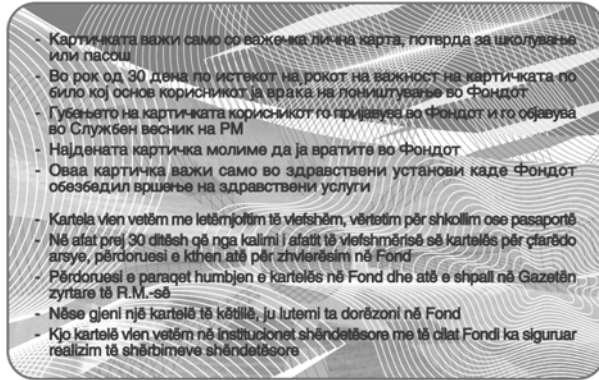 - Картичката важи само со важечка лична карта, потврда за школување
или пасош
- Во рок од 30 дена по истекот на рокот на важност на картичката по
било кој основ корисникот ја враќа на поништување во Фондот
- Губењето на картичката корисникот го пријавува во Фондот и го објавува
во Службен весник на РМ
- Најдената картичка молиме да ја вратите во Фондот
- Оваа картичка важи само во здравствени установи каде Фондот
обезбедил вршење на здравствени услуги
- Kartela vlen vetëm me letërnjoftim të vlefshëm, vërtetim për shkollim ose pasaportë
- Në afat prej 30 ditësh që nga kalimi i afatit të vlefshmërisë së kartelës për çfarëdo
arsye, përdoruesi e kthen atë për zhvlerësim në Fond
- Përdoruesi e paraqet humbjen e kartelës në Fond dhe atë e shpall në Gazetën
zyrtare të R.M.-së
- Nëse gjeni një kartelë të këtillë, ju lutemi ta dorëzoni në Fond
- Kjo kartelë vlen vetëm në institucionet shëndetësore me të cilat Fondi ka siguruar
realizim të shërbimeve shëndetësore